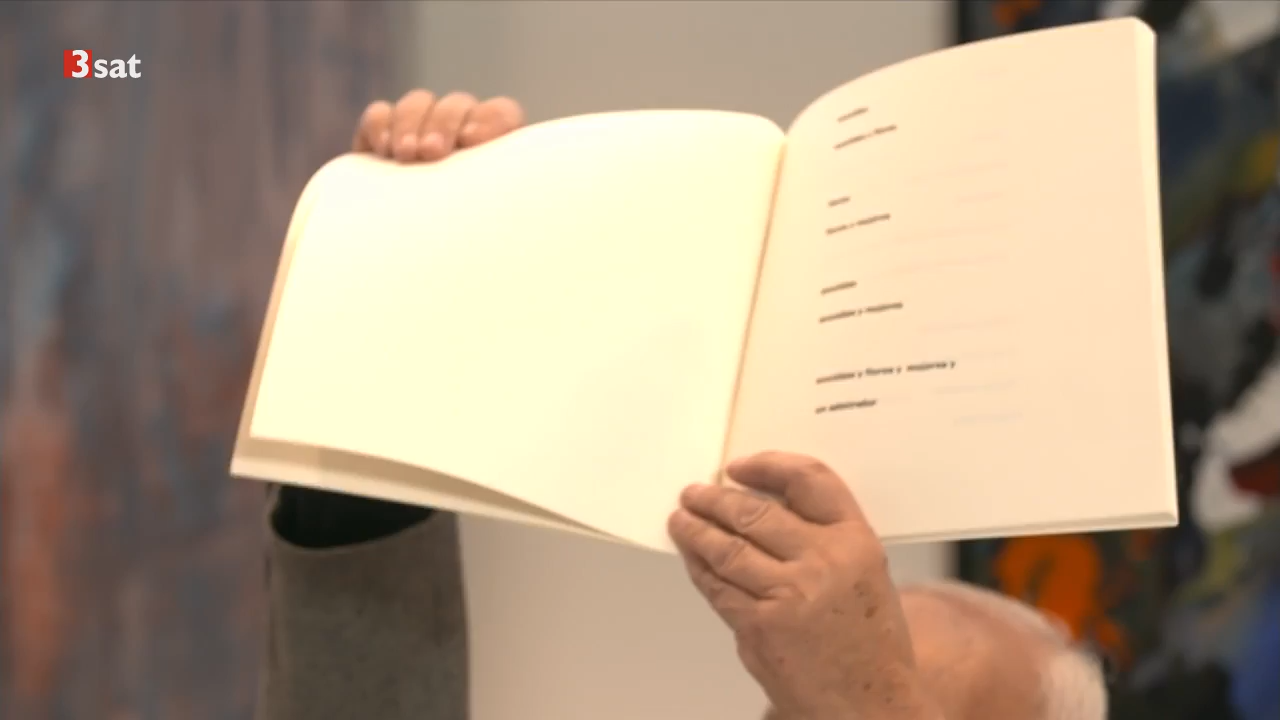 3sat
avenidas
avenidas y flores
flores
flores y mujeres
avenidas
avenidas y mujeres
avenidas y flores y mujeres y
un admirador